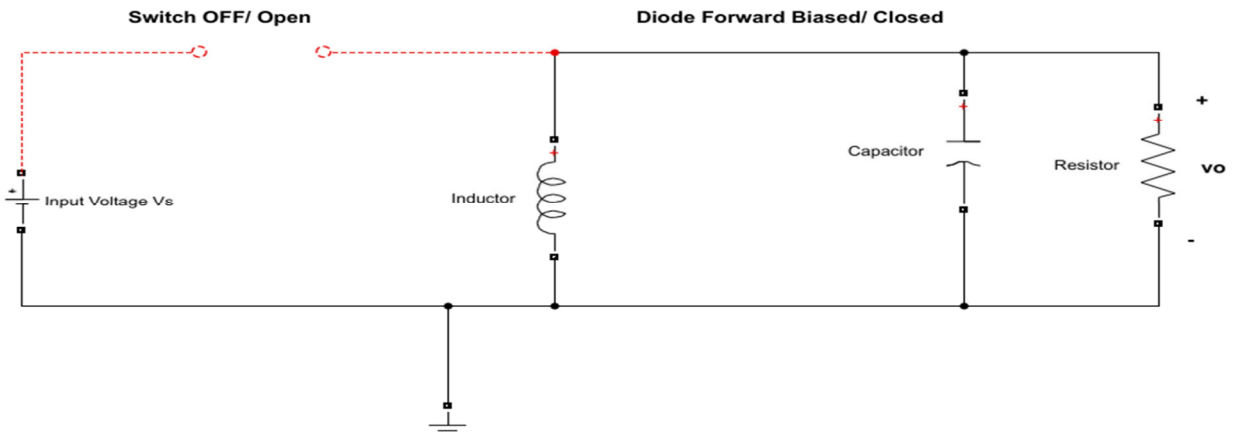 Switch OFF/ Open
Diode Forward Biased/ Closed
+
Capacitor
Resistor
vo
+
Input Voltage Vs
Inductor
-